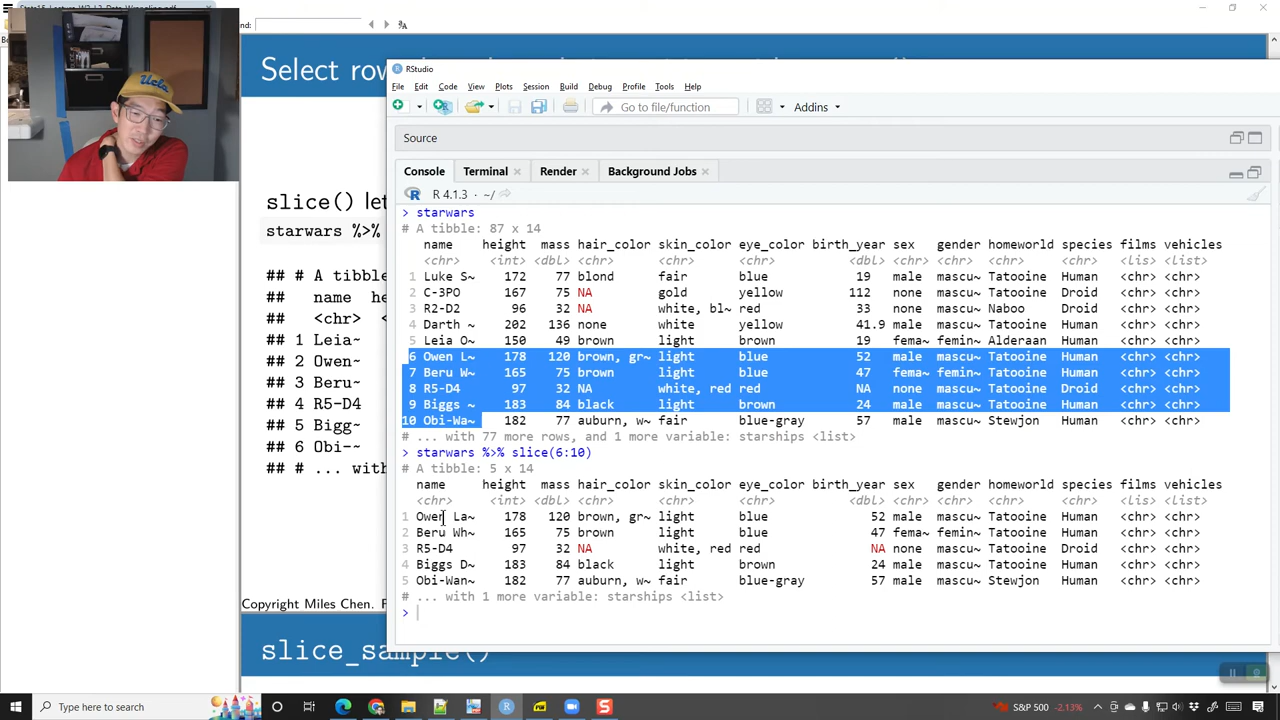 nd:
Ucla
Select ro
slice() let
starwars %>%
## # A tibble
## name he
## <chr> <
## 1 Leia~
## 2 Owen~
## 3 Beru~
## 4 R5-D4
## 5 Bigg~
## 6 Obi-~
## # ... with
Copyright Miles Chen.
slice_sample()
RStudio
File Edit Code View Plots Session Build Debug Profile Tools Help
Go to file/function Addins
Source
Console Terminal Render Background Jobs
R 4.1.3 · ~/
> starwars
# A tibble: 87 x 14
name height mass hair_color skin_color eye_color birth_year sex gender homeworld species films vehicles
<chr> <int> <dbl> <chr> <chr> <chr> <dbl> <chr> <chr> <chr> <chr> <lis> <list>
1 Luke S~ 172 77 blond fair blue 19 male mascu~ Tatooine Human <chr> <chr>
2 C-3PO 167 75 NA gold yellow 112 none mascu~ Tatooine Droid <chr> <chr>
3 R2-D2 96 32 NA white, bl~ red 33 none mascu~ Naboo Droid <chr> <chr>
4 Darth ~ 202 136 none white yellow 41.9 male mascu~ Tatooine Human <chr> <chr>
5 Leia O~ 150 49 brown light brown 19 fema~ femin~ Alderaan Human <chr> <chr>
6 Owen L~ 178 120 brown, gr~ light blue 52 male mascu~ Tatooine Human <chr> <chr>
7 Beru W~ 165 75 brown light blue 47 fema~ femin~ Tatooine Human <chr> <chr>
8 R5-D4 97 32 NA white, red red NA none mascu~ Tatooine Droid <chr> <chr>
9 Biggs ~ 183 84 black light brown 24 male mascu~ Tatooine Human <chr> <chr>
10 Obi-Wa~ 182 77 auburn, w~ fair blue-gray 57 male mascu~ Stewjon Human <chr> <chr>
# ... with 77 more rows, and 1 more variable: starships <list>
> starwars %>% slice(6:10)
# A tibble: 5 x 14
name height mass hair_color skin_color eye_color birth_year sex gender homeworld species films vehicles
<chr> <int> <dbl> <chr> <chr> <chr> <dbl> <chr> <chr> <chr> <chr> <lis> <list>
1 Owen La~ 178 120 brown, gr~ light blue 52 male mascu~ Tatooine Human <chr> <chr>
2 Beru Wh~ 165 75 brown light blue 47 fema~ femin~ Tatooine Human <chr> <chr>
3 R5-D4 97 32 NA white, red red NA none mascu~ Tatooine Droid <chr> <chr>
4 Biggs D~ 183 84 black light brown 24 male mascu~ Tatooine Human <chr> <chr>
5 Obi-Wan~ 182 77 auburn, w~ fair blue-gray 57 male mascu~ Stewjon Human <chr> <chr>
# ... with 1 more variable: starships <list>
>
Type here to search
S&P 500 -2.13%